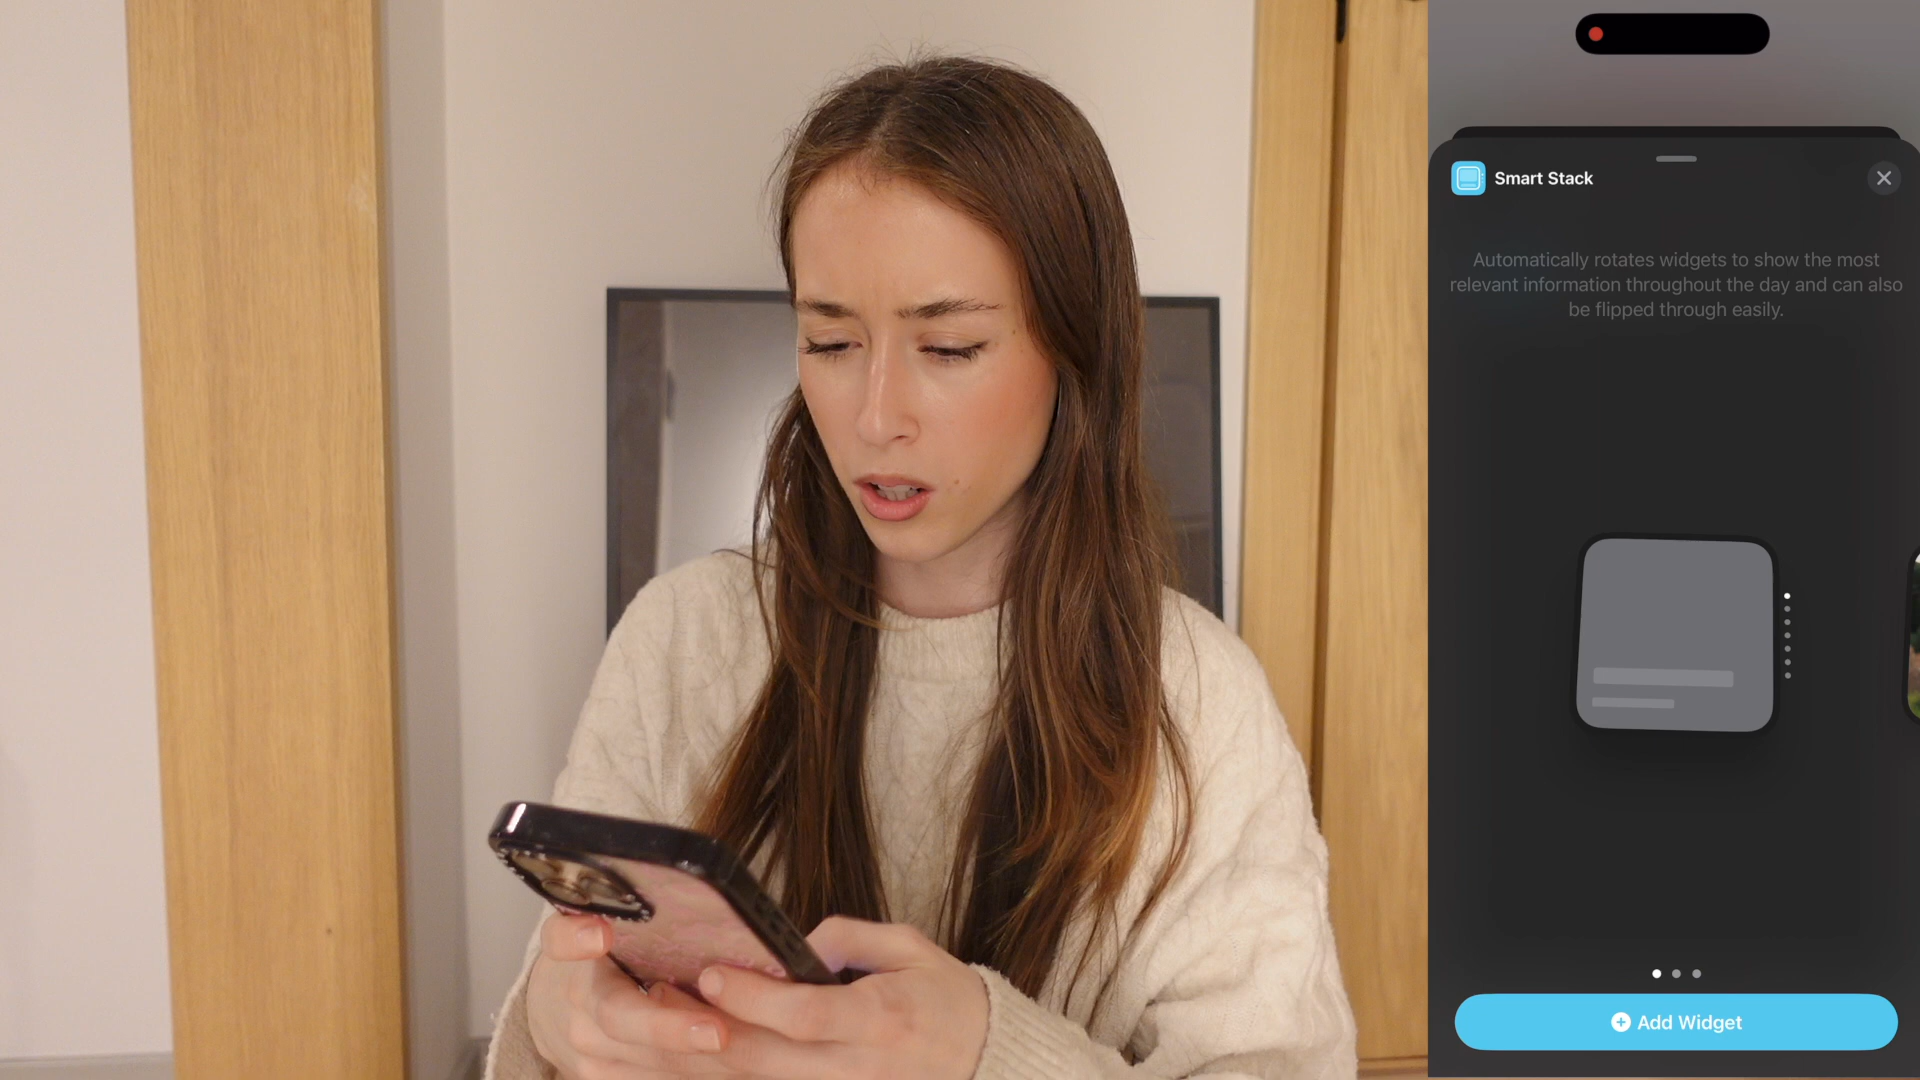 Smart Stack
Automatically rotates widgets to show the most
relevant information throughout the day and can also
be flipped through easily.
Add Widget